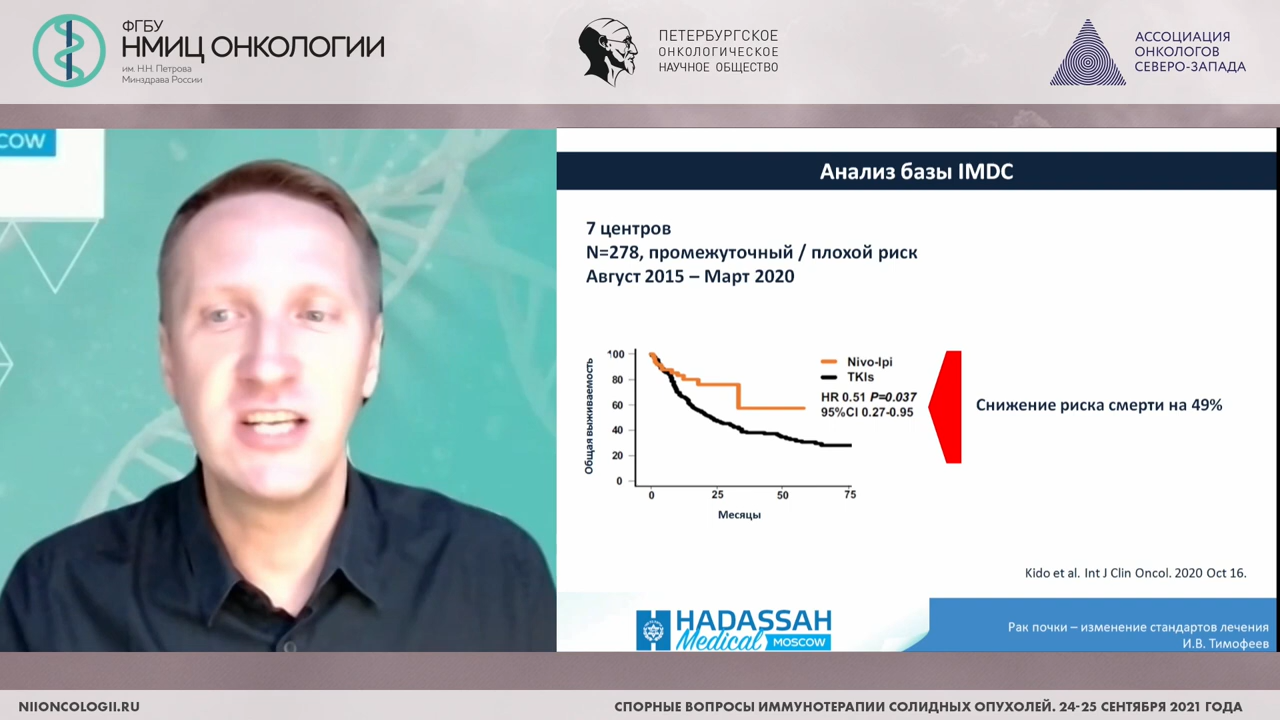 ФГБУ
НМИЦ ОНКОЛОГИИ
им. Н.Н. Петрова
Минздрава России
ПЕТЕРБУРГСКОЕ
ОНКОЛОГИЧЕСКОЕ
НАУЧНОЕ ОБЩЕСТВО
АССОЦИАЦИЯ
ОНКОЛОГОВ
СЕВЕРО-ЗАПАДА
COW
Анализ базы IMDC
7 центров
N=278, промежуточный / плохой риск
Август 2015 – Март 2020
Общая выживаемость
100
80
60
40
20
0
0 25 50 75
Месяцы
Nivo-Ipi
TKIs
HR 0.51 P=0.037
95%CI 0.27-0.95
Снижение риска смерти на 49%
Kido et al. Int J Clin Oncol. 2020 Oct 16.
HADASSAH
Medical MOSCOW
Рак почки – изменение стандартов лечения
И.В. Тимофеев
NIIONCOLOGII.RU
СПОРНЫЕ ВОПРОСЫ ИММУНОТЕРАПИИ СОЛИДНЫХ ОПУХОЛЕЙ. 24-25 СЕНТЯБРЯ 2021 ГОДА